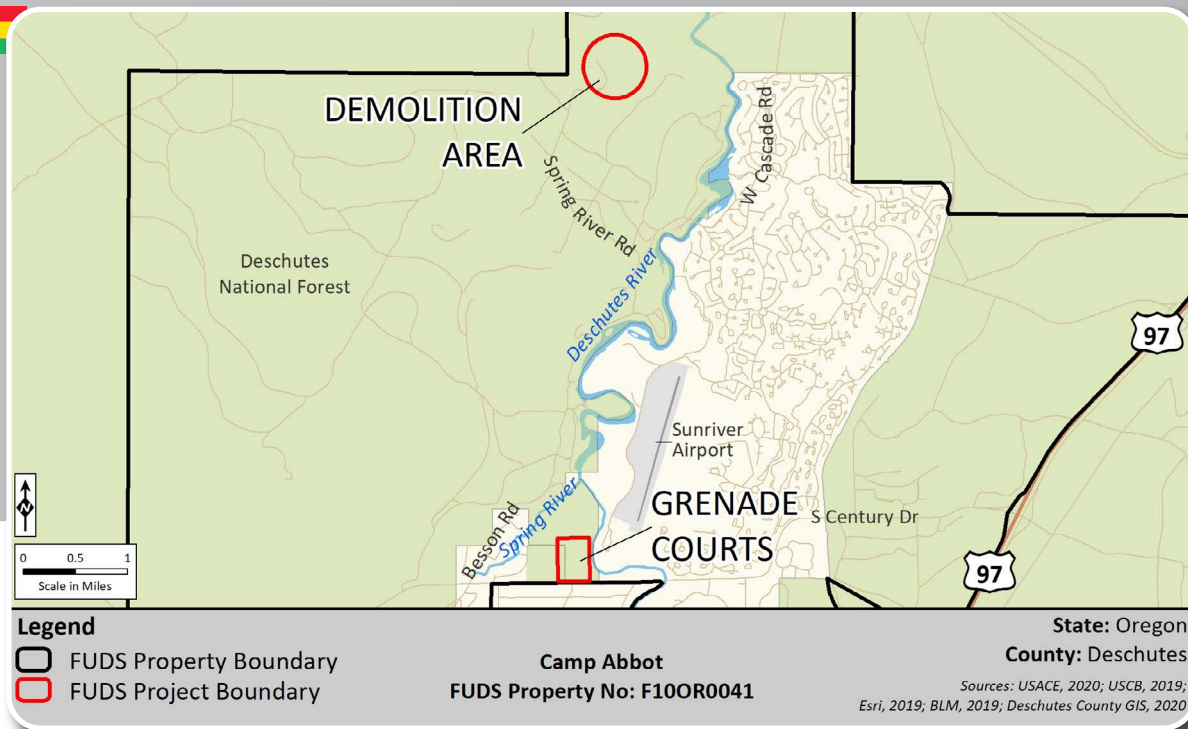 DEMOLITION
AREA
W Cascade Rd
Spring River Rd
Deschutes
National Forest
Deschutes River
97
Sunriver
Airport
GRENADE
COURTS
S Century Dr
Besson Rd
Spring River
97
N
0 0.5 1
Scale in Miles
Legend
FUDS Property Boundary
FUDS Project Boundary
Camp Abbot
FUDS Property No: F10OR0041
State: Oregon
County: Deschutes
Sources: USACE, 2020; USCB, 2019;
Esri, 2019; BLM, 2019; Deschutes County GIS, 2020